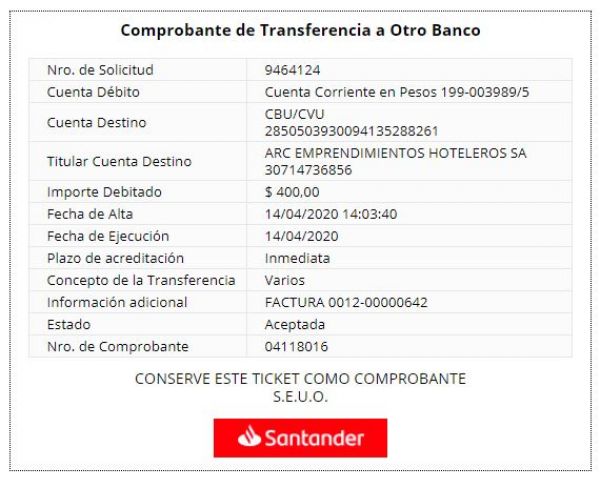 Comprobante de Transferencia a Otro Banco
Nro. de Solicitud 9464124
Cuenta Débito Cuenta Corriente en Pesos 199-003989/5
Cuenta Destino CBU/CVU
2850503930094135288261
Titular Cuenta Destino ARC EMPRENDIMIENTOS HOTELEROS SA
30714736856
Importe Debitado $ 400,00
Fecha de Alta 14/04/2020 14:03:40
Fecha de Ejecución 14/04/2020
Plazo de acreditación Inmediata
Concepto de la Transferencia Varios
Información adicional FACTURA 0012-00000642
Estado Aceptada
Nro. de Comprobante 04118016
CONSERVE ESTE TICKET COMO COMPROBANTE
S.E.U.O.
Santander